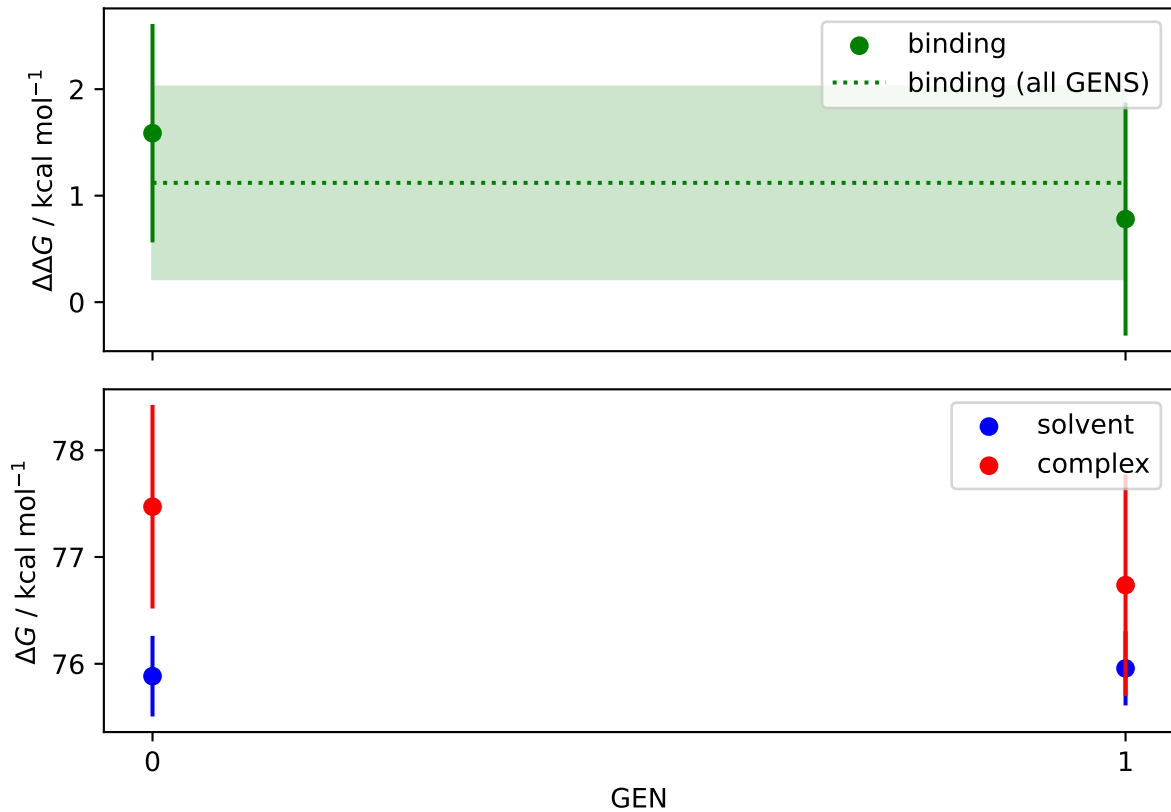 binding
binding (all GENS)
2
1
0
ΔΔG / kcal mol⁻¹
solvent
complex
78
77
76
ΔG / kcal mol⁻¹
0
1
GEN